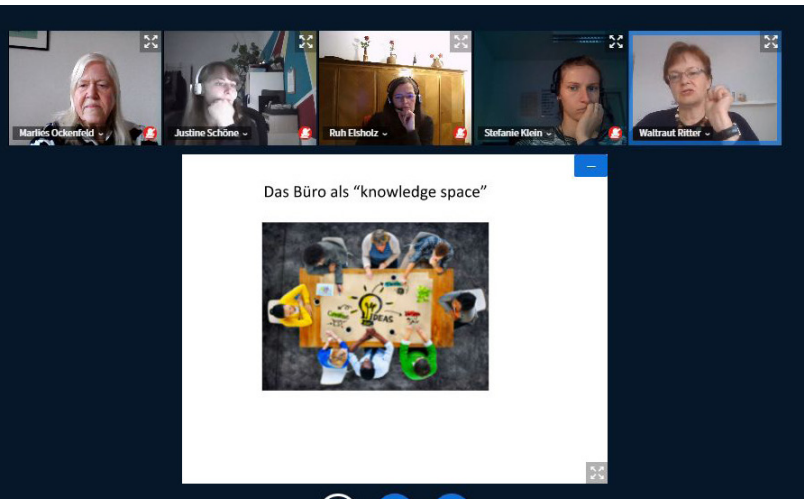 Marlies Ockenfeld
Justine Schöne
Ruh Elsholz
Stefanie Klein
Waltraut Ritter
Das Büro als “knowledge space”
IDEAS